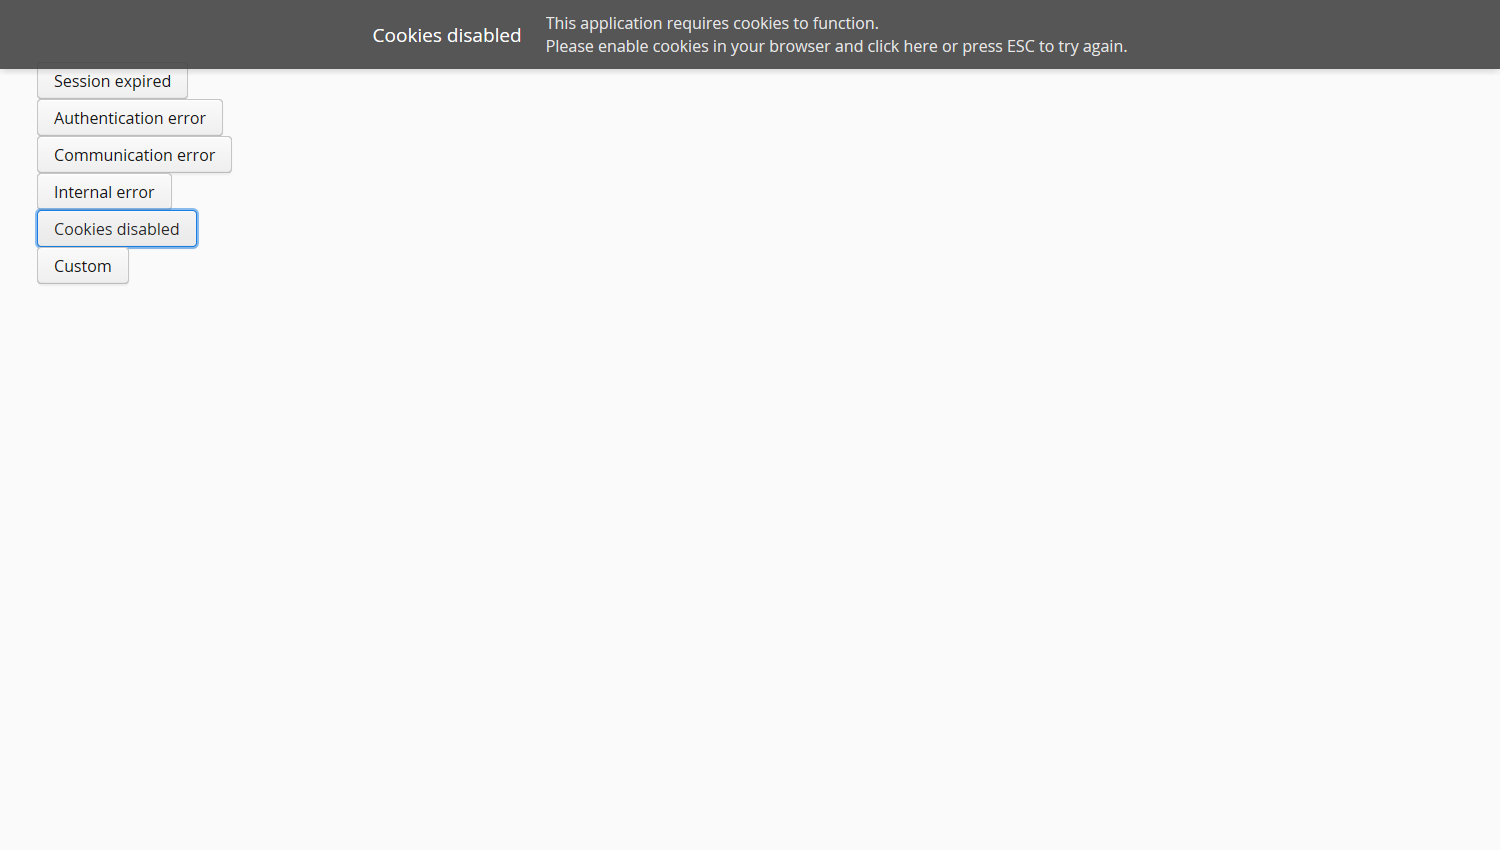 Cookies disabled
This application requires cookies to function.
Please enable cookies in your browser and click here or press ESC to try again.
Session expired
Authentication error
Communication error
Internal error
Cookies disabled
Custom